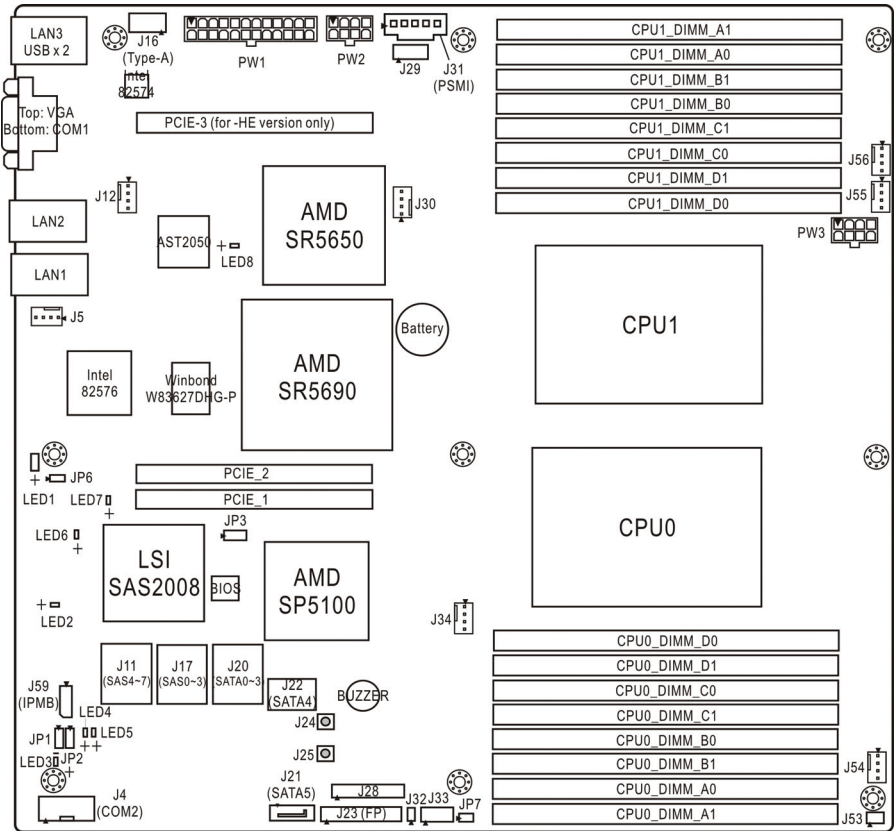 LAN3
USB x 2
J16
(Type-A)
PW1
PW2
J29
J31
(PSMI)
CPU1_DIMM_A1
CPU1_DIMM_A0
CPU1_DIMM_B1
CPU1_DIMM_B0
CPU1_DIMM_C1
CPU1_DIMM_C0
CPU1_DIMM_D1
CPU1_DIMM_D0
Intel
82574
Top: VGA
Bottom: COM1
PCIE-3 (for -HE version only)
J56
J55
PW3
J12
J30
AMD
SR5650
LAN2
AST2050
+
LED8
LAN1
J5
Battery
CPU1
AMD
SR5690
Intel
82576
Winbond
W83627DHG-P
PCIE_2
PCIE_1
+
LED1
JP6
LED7
+
JP3
LED6
+
LSI
SAS2008
BIOS
AMD
SP5100
CPU0
+
LED2
J34
J11
(SAS4~7)
J17
(SAS0~3)
J20
(SATA0~3)
J22
(SATA4)
BUZZER
CPU0_DIMM_D0
CPU0_DIMM_D1
CPU0_DIMM_C0
CPU0_DIMM_C1
CPU0_DIMM_B0
CPU0_DIMM_B1
CPU0_DIMM_A0
CPU0_DIMM_A1
J59
(IPMB)
LED4
LED5
++
JP1
JP2
LED3
+
J24
J25
J4
(COM2)
J21
(SATA5)
J28
J23 (FP)
J32
J33
JP7
J54
J53